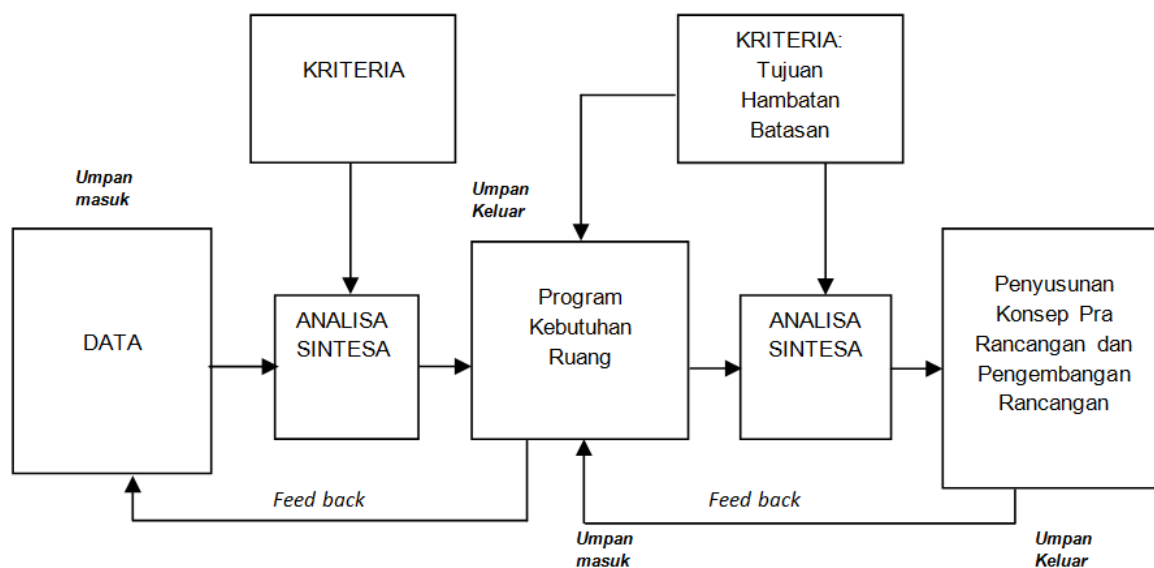 KRITERIA
KRITERIA:
Tujuan
Hambatan
Batasan
Umpan
masuk
Umpan
Keluar
DATA
ANALISA
SINTESA
Program
Kebutuhan
Ruang
ANALISA
SINTESA
Penyusunan
Konsep Pra
Rancangan dan
Pengembangan
Rancangan
Feed back
Feed back
Umpan
masuk
Umpan
Keluar